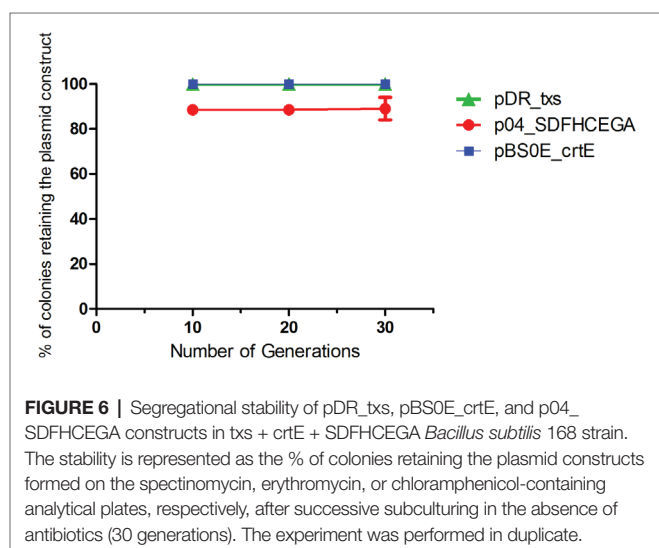 % of colonies retaining the plasmid construct
100
80
60
40
20
0
0
10
20
30
40
Number of Generations
pDR_txs
p04_SDFHCEGA
pBS0E_crtE
FIGURE 6 | Segregational stability of pDR_txs, pBS0E_crtE, and p04_
SDFHCEGA constructs in txs + crtE + SDFHCEGA Bacillus subtilis 168 strain.
The stability is represented as the % of colonies retaining the plasmid constructs
formed on the spectinomycin, erythromycin, or chloramphenicol-containing
analytical plates, respectively, after successive subculturing in the absence of
antibiotics (30 generations). The experiment was performed in duplicate.